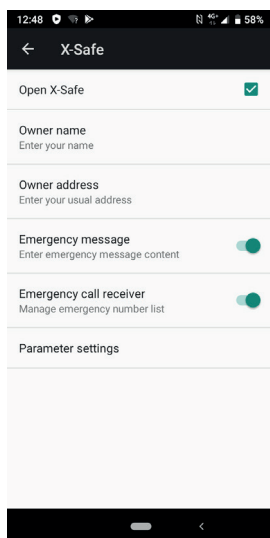 12:48 4G+ 58%
X-Safe
Open X-Safe
Owner name
Enter your name
Owner address
Enter your usual address
Emergency message
Enter emergency message content
Emergency call receiver
Manage emergency number list
Parameter settings